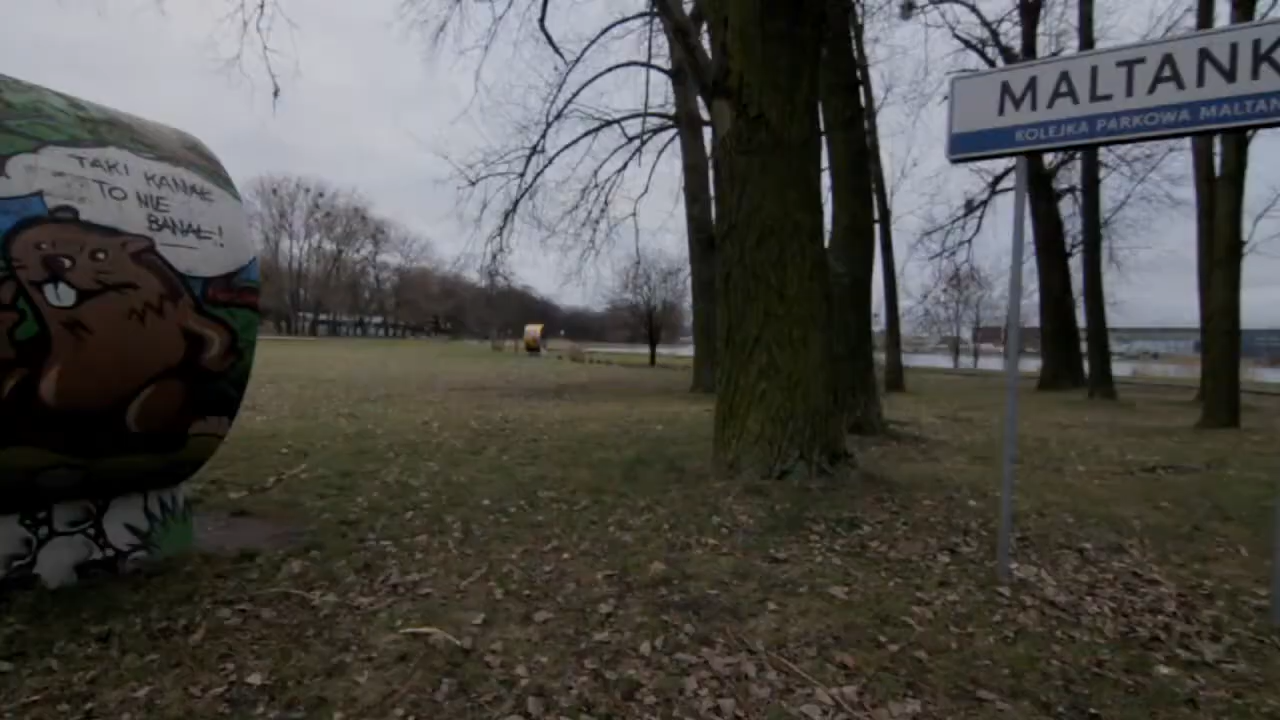 TAKI KANAŁ
TO NIE
BANAŁ!
MALTANK
KOLEJKA PARKOWA MALTAN